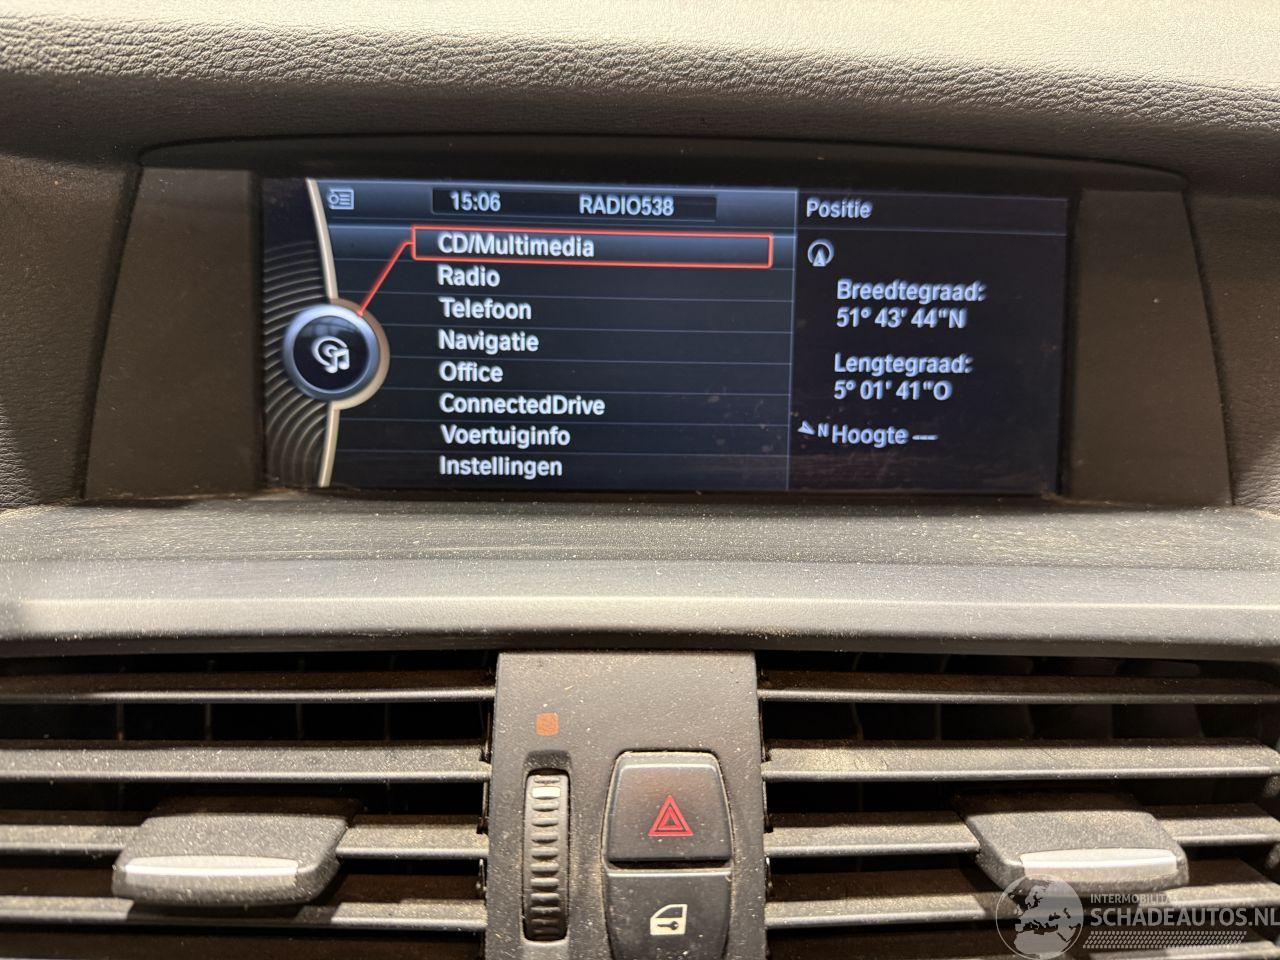 15:06 RADIO538
CD/Multimedia
Radio
Telefoon
Navigatie
Office
ConnectedDrive
Voertuiginfo
Instellingen
Positie
Breedtegraad:
51° 43' 44"N
Lengtegraad:
5° 01' 41"O
N Hoogte ---
INTERMOBILITAS
SCHADEAUTOS.NL